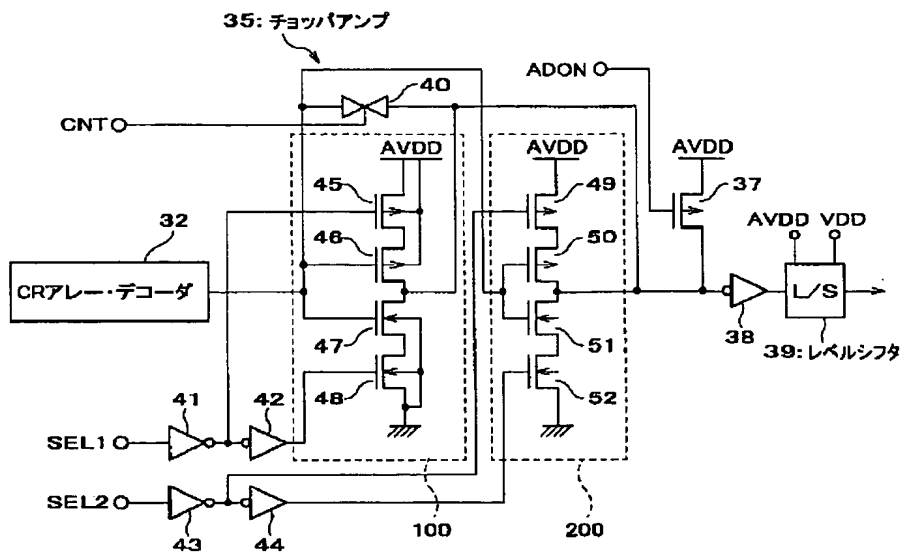 35: チョッパアンプ
ADON
40
CNT
AVDD
AVDD
AVDD
45
49
37
32
46
50
AVDD VDD
CRアレー・デコーダ
L/S
47
51
38
39: レベルシフタ
48
52
41
42
SEL1
SEL2
43
44
100
200